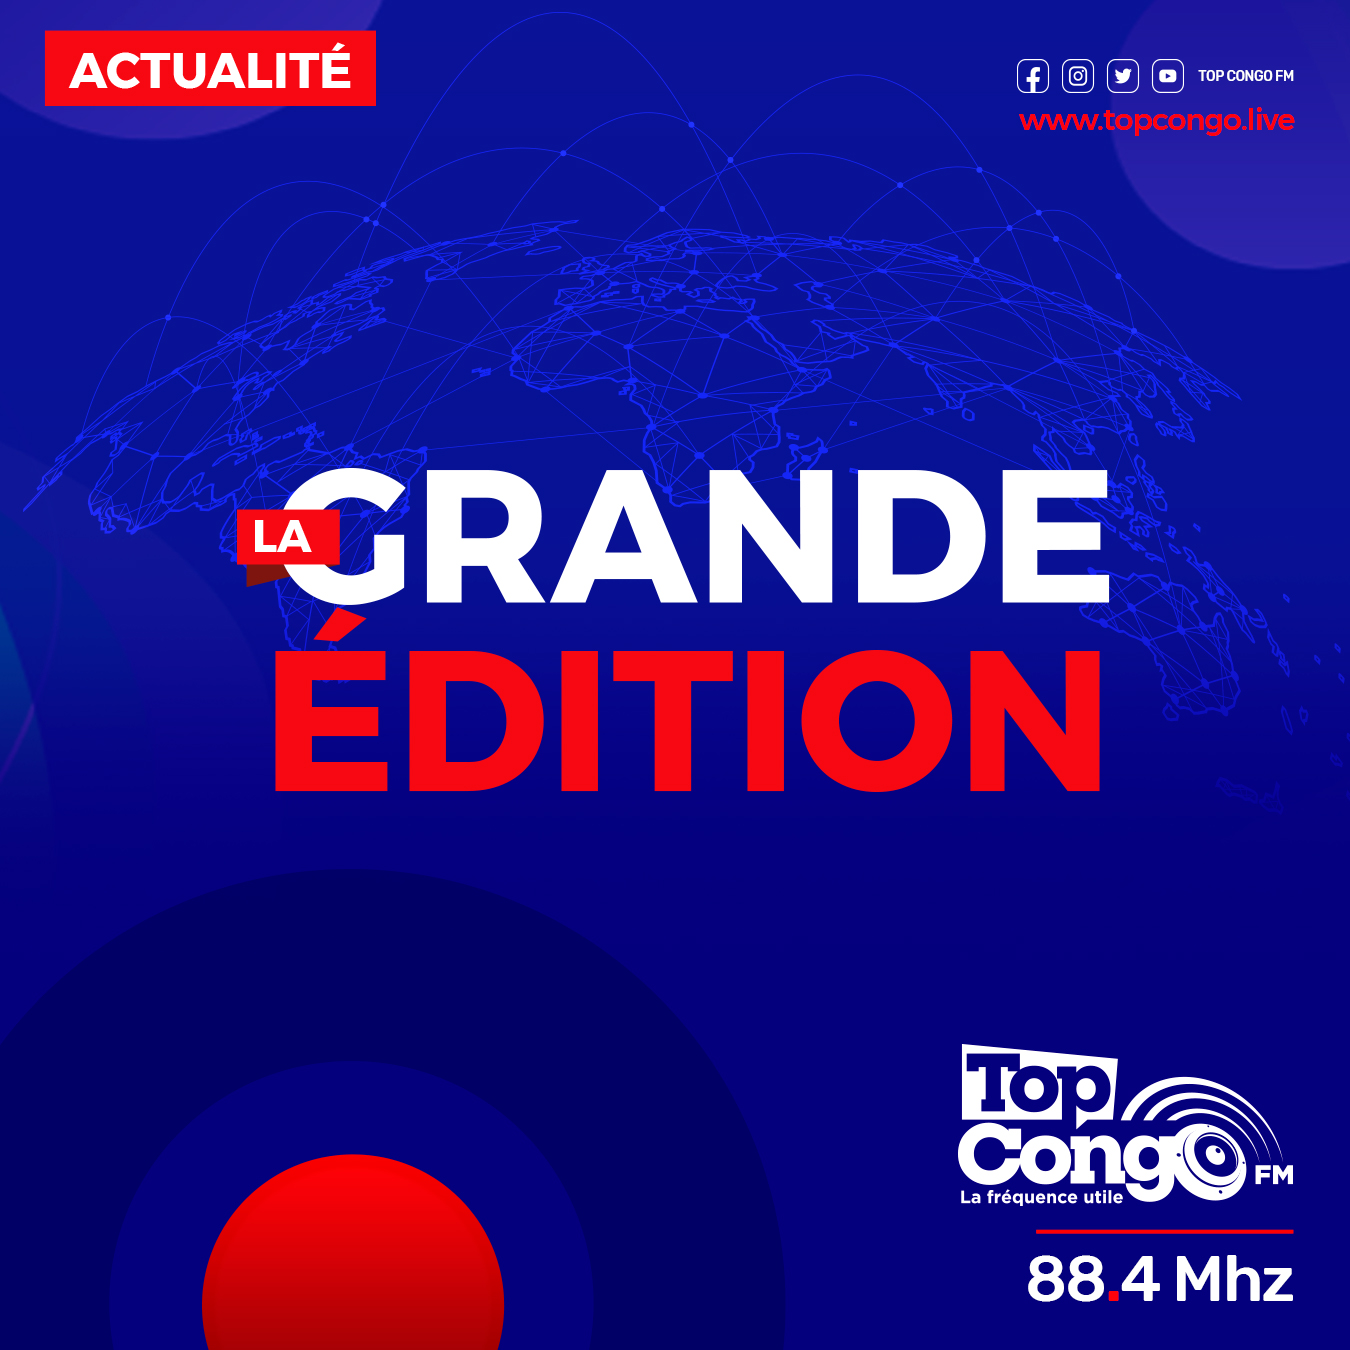 ACTUALITÉ
TOP CONGO FM
www.topcongo.live
LA
GRANDE
ÉDITION
Top
Congo FM
La fréquence utile
88.4 Mhz